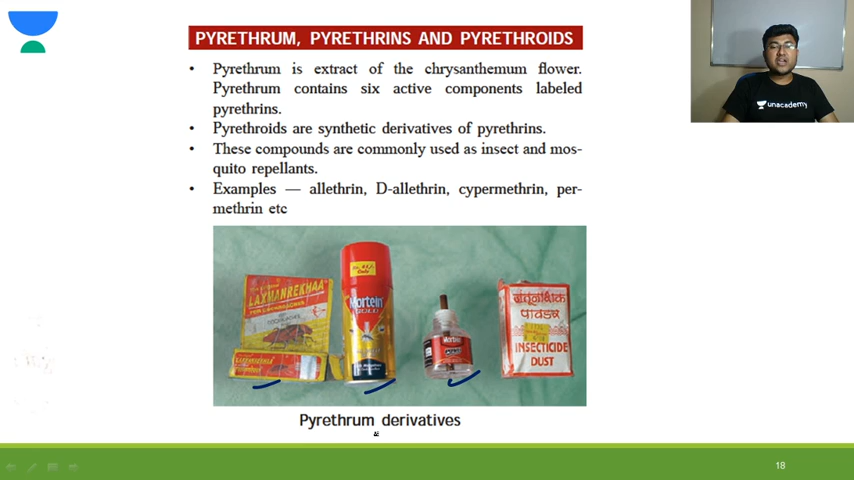 PYRETHRUM, PYRETHRINS AND PYRETHROIDS
• Pyrethrum is extract of the chrysanthemum flower.
Pyrethrum contains six active components labeled
pyrethrins.
• Pyrethroids are synthetic derivatives of pyrethrins.
• These compounds are commonly used as insect and mos-
quito repellants.
• Examples — allethrin, D-allethrin, cypermethrin, per-
methrin etc
unacademy
LAXMANREKHAA
Mortein
GOLD
Mortein
जंतूनाशक
पावडर
INSECTICIDE
DUST
Pyrethrum derivatives
18